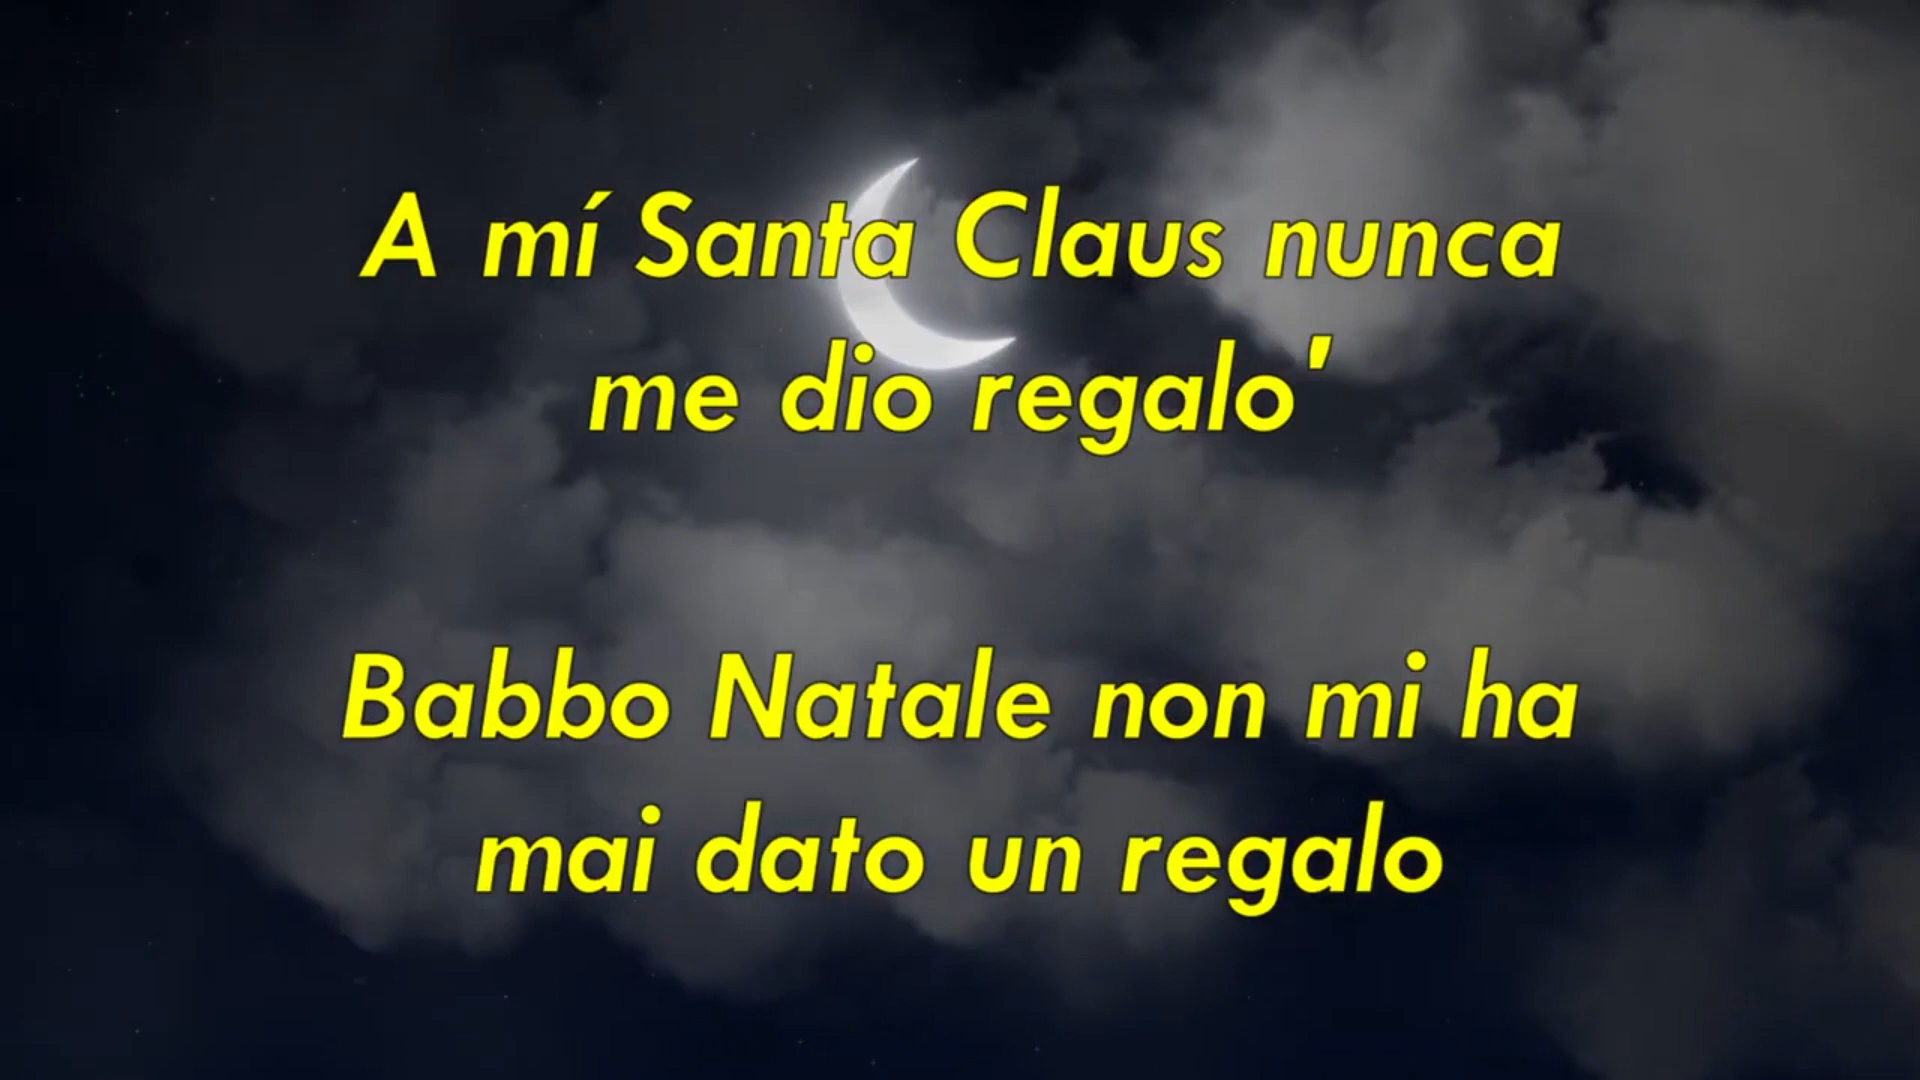 A mí Santa Claus nunca
me dio regalo'
Babbo Natale non mi ha
mai dato un regalo